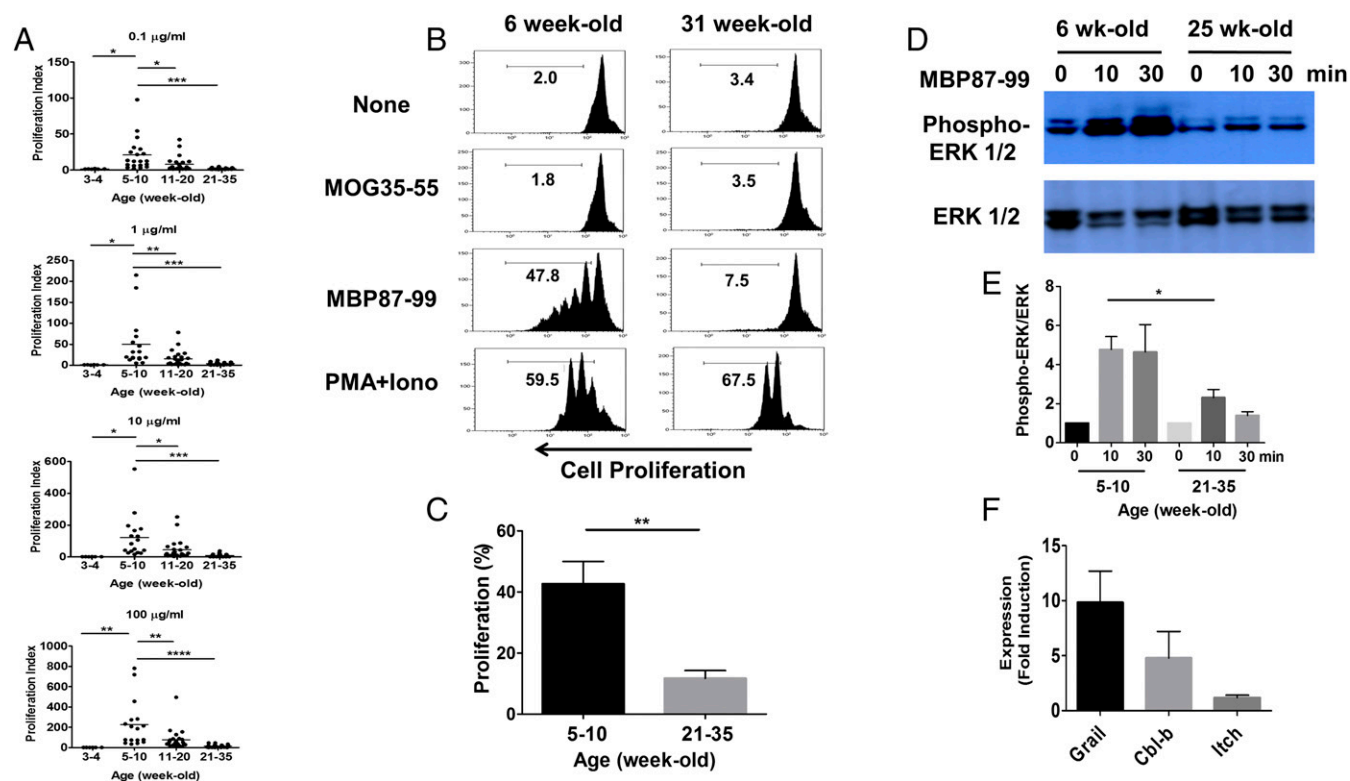 A
0.1 µg/ml
* * ***
Proliferation Index
150
100
50
0
3-4 5-10 11-20 21-35
Age (week-old)
1 µg/ml
* ** ***
Proliferation Index
250
200
150
100
50
0
3-4 5-10 11-20 21-35
Age (week-old)
10 µg/ml
* * ***
Proliferation Index
600
400
200
0
3-4 5-10 11-20 21-35
Age (week-old)
100 µg/ml
** ** ****
Proliferation Index
1000
800
600
400
200
0
3-4 5-10 11-20 21-35
Age (week-old)
B
6 week-old 31 week-old
None
2.0 3.4
MOG35-55
1.8 3.5
MBP87-99
47.8 7.5
PMA+Iono
59.5 67.5
Cell Proliferation
C
**
Proliferation (%)
60
40
20
0
5-10 21-35
Age (week-old)
D
6 wk-old 25 wk-old
MBP87-99 0 10 30 0 10 30 min
Phospho-
ERK 1/2
ERK 1/2
E
*
Phospho-ERK/ERK
8
6
4
2
0
0 10 30 0 10 30 min
5-10 21-35
Age (week-old)
F
Expression
(Fold Induction)
15
10
5
0
Grail Cbl-b Itch